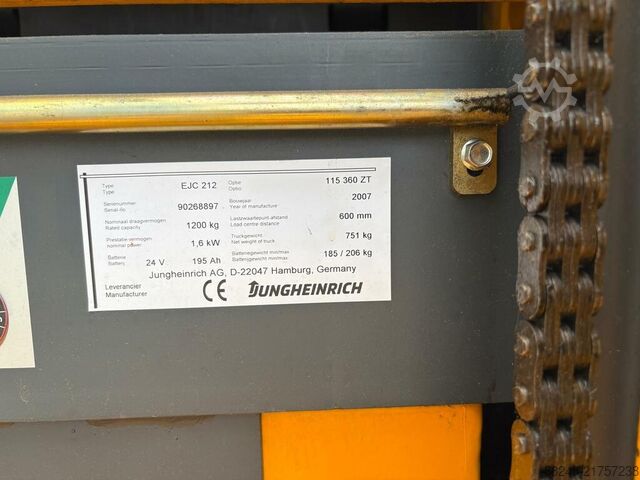 Type
Type
EJC 212
Optie
Optio
115 360 ZT
Serienummer
Serial-no.
90268897
Bouwjaar
Year of manufacture
2007
Nominaal draagvermogen
Rated capacity
1200 kg
Lastzwaartepunt-afstand
Load centre distance
600 mm
Prestatie-vermogen
nominal power
1,6 kW
Truckgewicht
Net weight of truck
751 kg
Batterie
Battery
24 V
195 Ah
Batteriegewicht min/max
Batterijgewicht min/max
185 / 206 kg
Jungheinrich AG, D-22047 Hamburg, Germany
Leverancier
Manufacturer
CE
JUNGHEINRICH